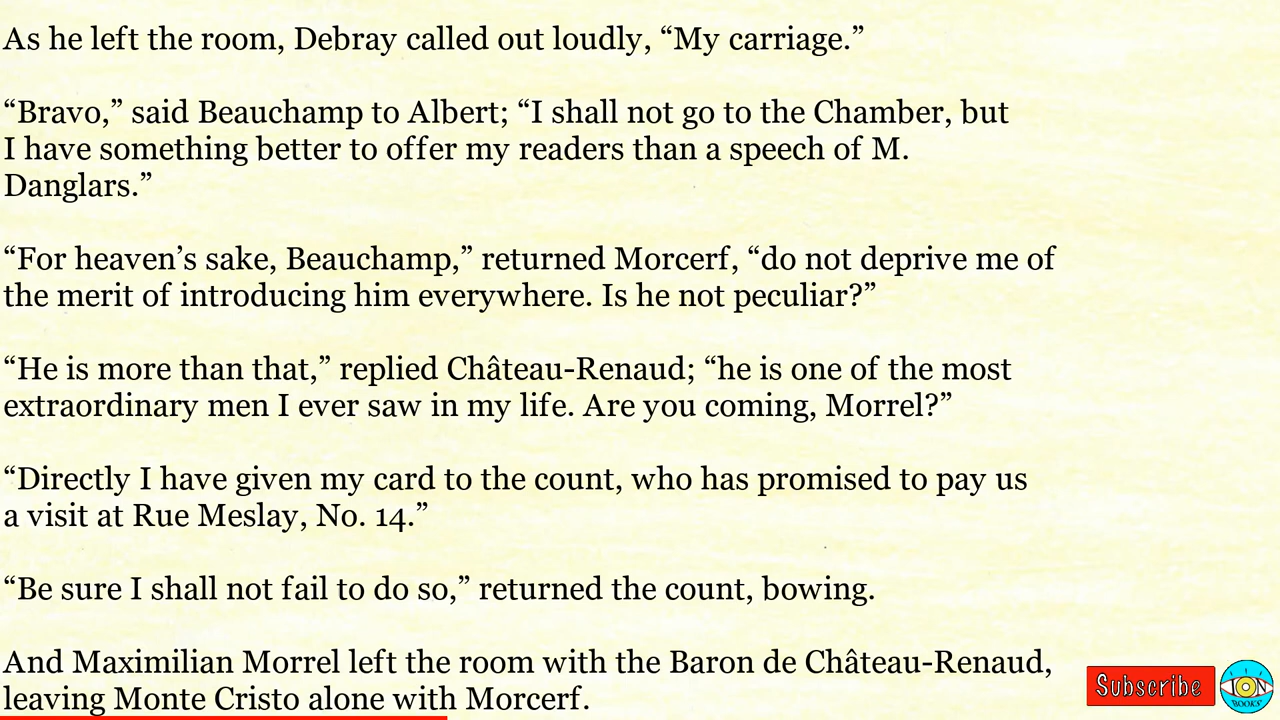 As he left the room, Debray called out loudly, “My carriage.”
“Bravo,” said Beauchamp to Albert; “I shall not go to the Chamber, but
I have something better to offer my readers than a speech of M.
Danglars.”
“For heaven’s sake, Beauchamp,” returned Morcerf, “do not deprive me of
the merit of introducing him everywhere. Is he not peculiar?”
“He is more than that,” replied Château-Renaud; “he is one of the most
extraordinary men I ever saw in my life. Are you coming, Morrel?”
“Directly I have given my card to the count, who has promised to pay us
a visit at Rue Meslay, No. 14.”
“Be sure I shall not fail to do so,” returned the count, bowing.
And Maximilian Morrel left the room with the Baron de Château-Renaud,
leaving Monte Cristo alone with Morcerf.
Subscribe
ION
BOOKS